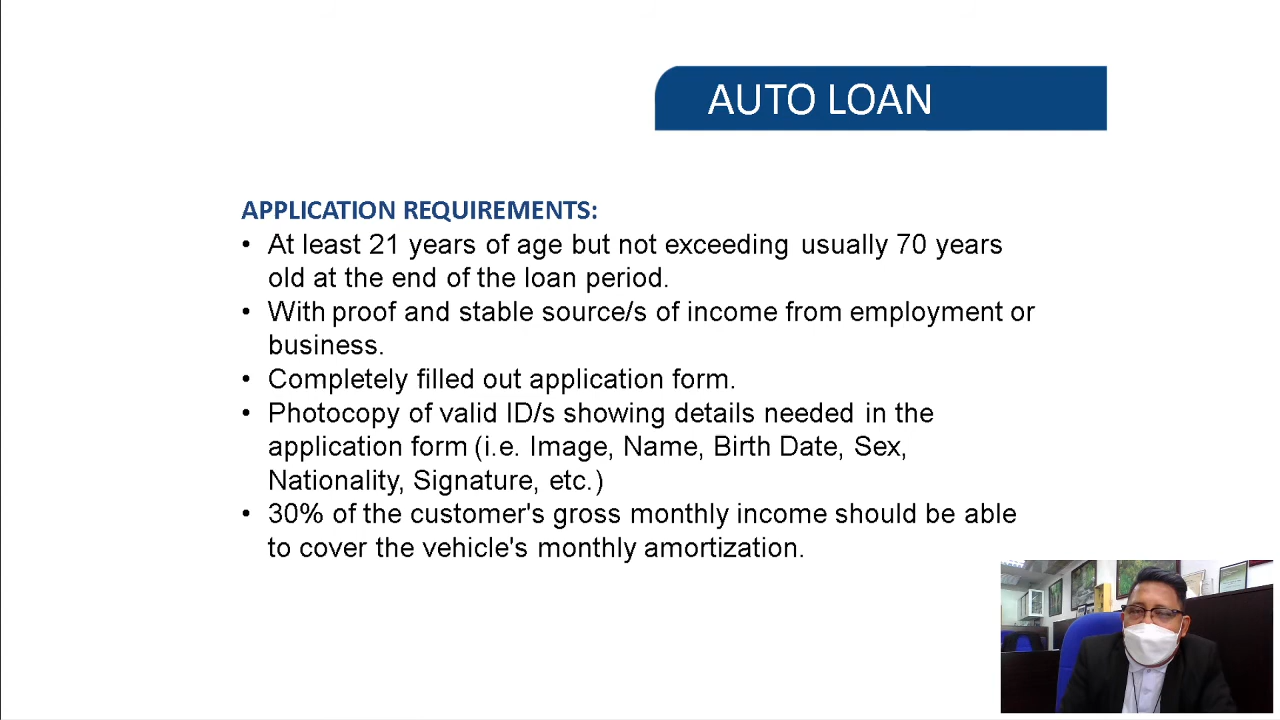 AUTO LOAN
APPLICATION REQUIREMENTS:
• At least 21 years of age but not exceeding usually 70 years
old at the end of the loan period.
• With proof and stable source/s of income from employment or
business.
• Completely filled out application form.
• Photocopy of valid ID/s showing details needed in the
application form (i.e. Image, Name, Birth Date, Sex,
Nationality, Signature, etc.)
• 30% of the customer's gross monthly income should be able
to cover the vehicle's monthly amortization.